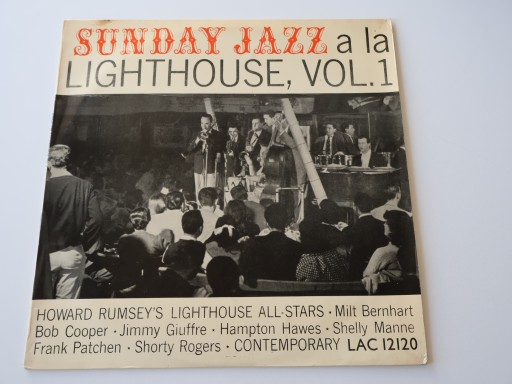 SUNDAY JAZZ a la
LIGHTHOUSE, VOL.1
HOWARD RUMSEY'S LIGHTHOUSE ALL-STARS · Milt Bernhart
Bob Cooper · Jimmy Giuffre · Hampton Hawes · Shelly Manne
Frank Patchen · Shorty Rogers · CONTEMPORARY LAC 12120